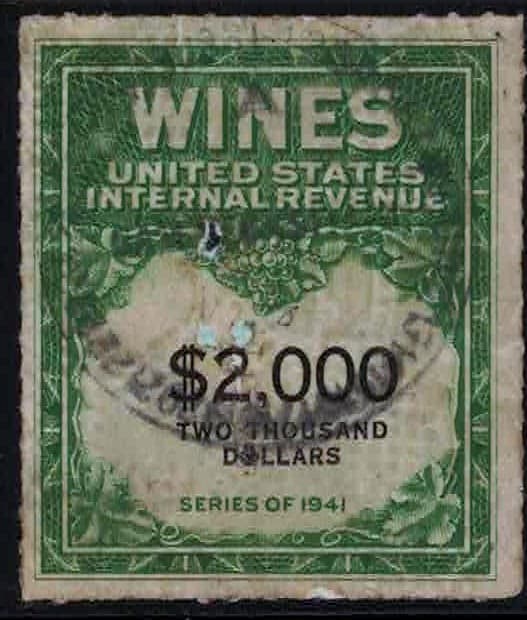 WINES
UNITED STATES
INTERNAL REVENUE
$2,000
TWO THOUSAND
DOLLARS
SERIES OF 1941